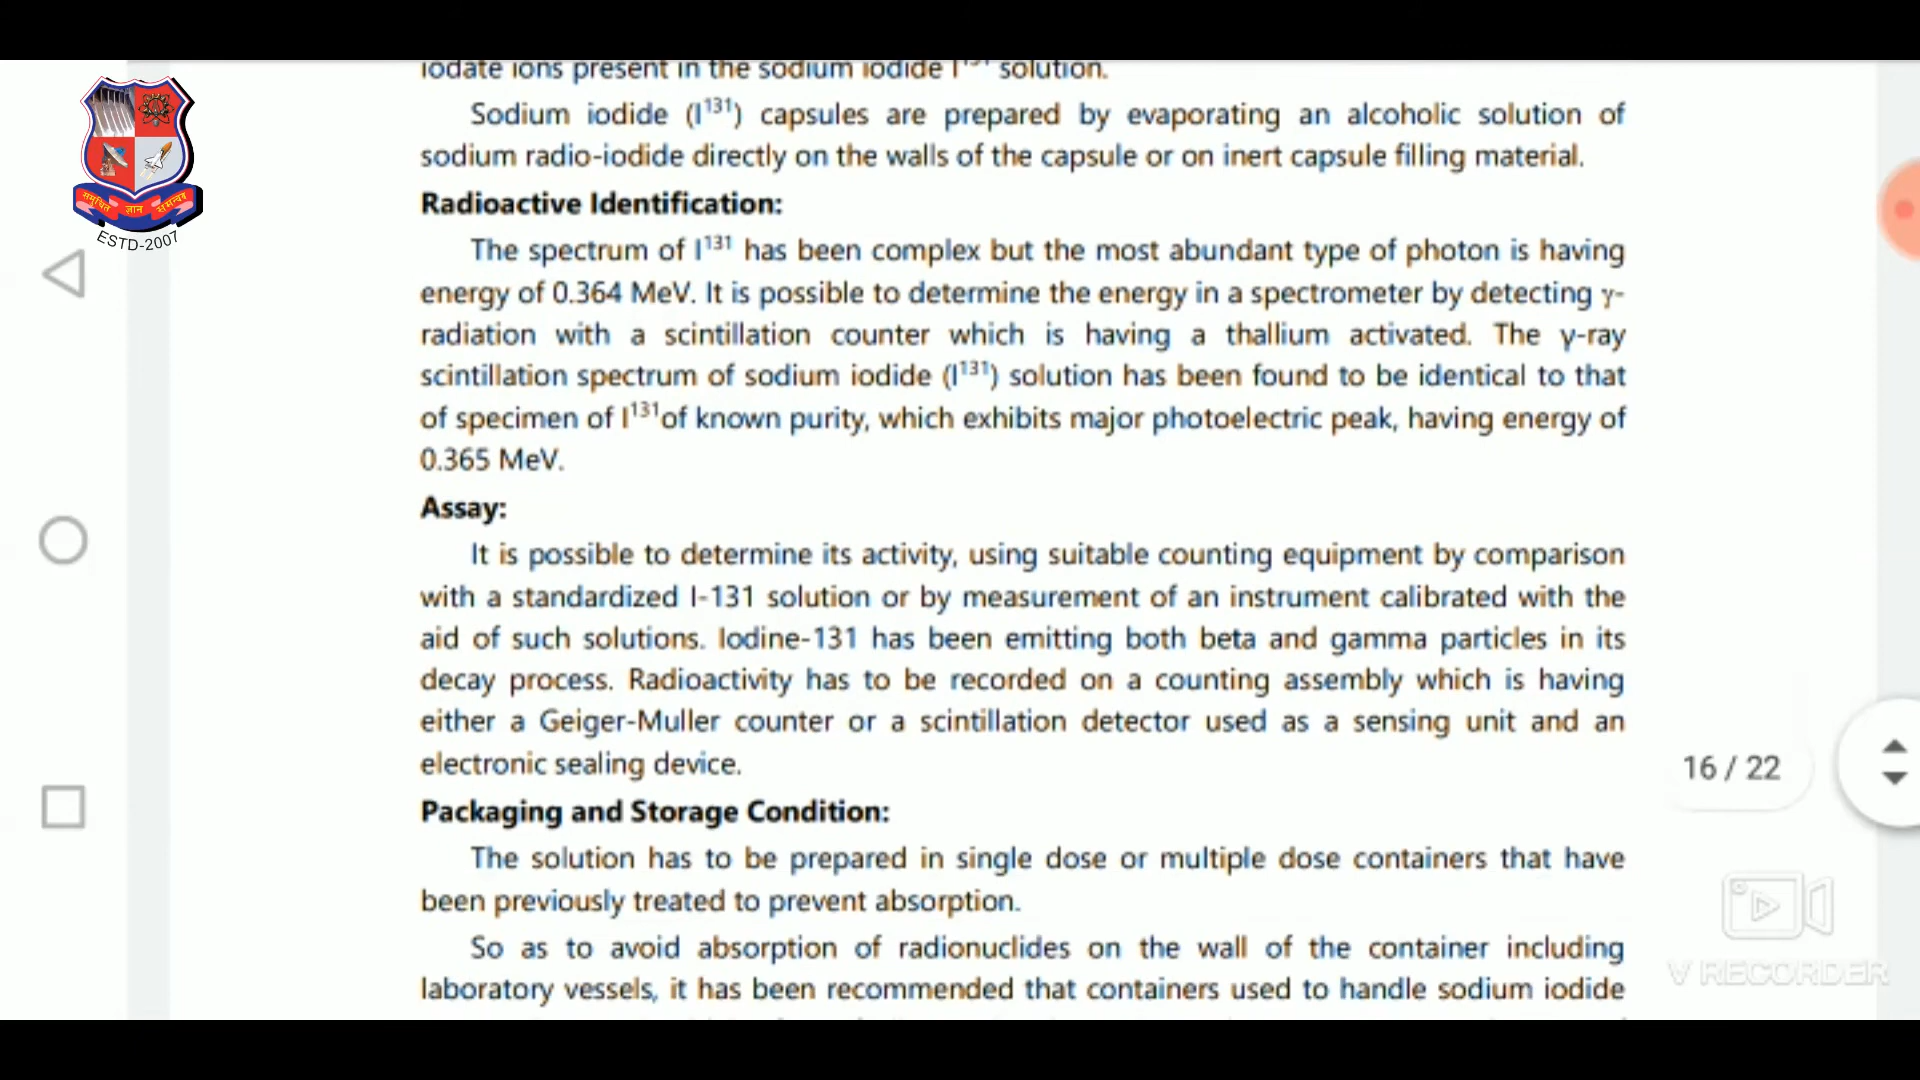 iodate ions present in the sodium iodide I¹³¹ solution.
Sodium iodide (I¹³¹) capsules are prepared by evaporating an alcoholic solution of
sodium radio-iodide directly on the walls of the capsule or on inert capsule filling material.
Radioactive Identification:
The spectrum of I¹³¹ has been complex but the most abundant type of photon is having
energy of 0.364 MeV. It is possible to determine the energy in a spectrometer by detecting γ-
radiation with a scintillation counter which is having a thallium activated. The γ-ray
scintillation spectrum of sodium iodide (I¹³¹) solution has been found to be identical to that
of specimen of I¹³¹of known purity, which exhibits major photoelectric peak, having energy of
0.365 MeV.
Assay:
It is possible to determine its activity, using suitable counting equipment by comparison
with a standardized I-131 solution or by measurement of an instrument calibrated with the
aid of such solutions. Iodine-131 has been emitting both beta and gamma particles in its
decay process. Radioactivity has to be recorded on a counting assembly which is having
either a Geiger-Muller counter or a scintillation detector used as a sensing unit and an
electronic sealing device.
Packaging and Storage Condition:
The solution has to be prepared in single dose or multiple dose containers that have
been previously treated to prevent absorption.
So as to avoid absorption of radionuclides on the wall of the container including
laboratory vessels, it has been recommended that containers used to handle sodium iodide
समुचित ज्ञान समन्वय
ESTD-2007
16 / 22
V RECORDER